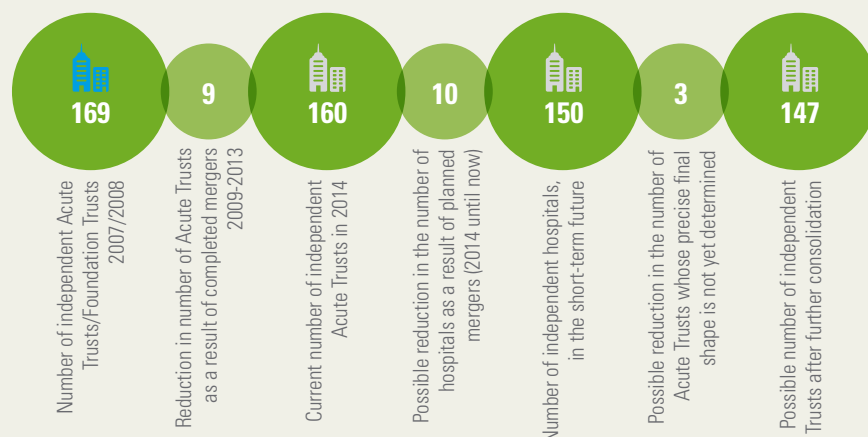 169
9
160
10
150
3
147
Number of independent Acute
Trusts/Foundation Trusts
2007/2008
Reduction in number of Acute Trusts
as a result of completed mergers
2009-2013
Current number of independent
Acute Trusts in 2014
Possible reduction in the number of
hospitals as a result of planned
mergers (2014 until now)
Number of independent hospitals,
in the short-term future
Possible reduction in the number of
Acute Trusts whose precise final
shape is not yet determined
Possible number of independent
Trusts after further consolidation